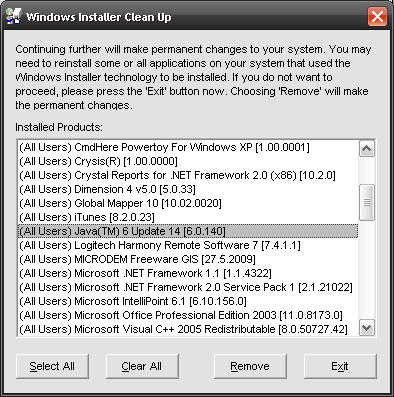 Windows Installer Clean Up
Continuing further will make permanent changes to your system. You may
need to reinstall some or all applications on your system that used the
Windows Installer technology to be installed. If you do not want to
proceed, please press the 'Exit' button now. Choosing 'Remove' will make
the permanent changes.
Installed Products:
(All Users) CmdHere Powertoy For Windows XP [1.00.0001]
(All Users) Crysis(R) [1.00.0000]
(All Users) Crystal Reports for .NET Framework 2.0 (x86) [10.2.0]
(All Users) Dimension 4 v5.0 [5.0.33]
(All Users) Global Mapper 10 [10.02.0020]
(All Users) iTunes [8.2.0.23]
(All Users) Java(TM) 6 Update 14 [6.0.140]
(All Users) Logitech Harmony Remote Software 7 [7.4.1.1]
(All Users) MICRODEM Freeware GIS [27.5.2009]
(All Users) Microsoft .NET Framework 1.1 [1.1.4322]
(All Users) Microsoft .NET Framework 2.0 Service Pack 1 [2.1.21022]
(All Users) Microsoft IntelliPoint 6.1 [6.10.156.0]
(All Users) Microsoft Office Professional Edition 2003 [11.0.8173.0]
(All Users) Microsoft Visual C++ 2005 Redistributable [8.0.50727.42]
Select All
Clear All
Remove
Exit